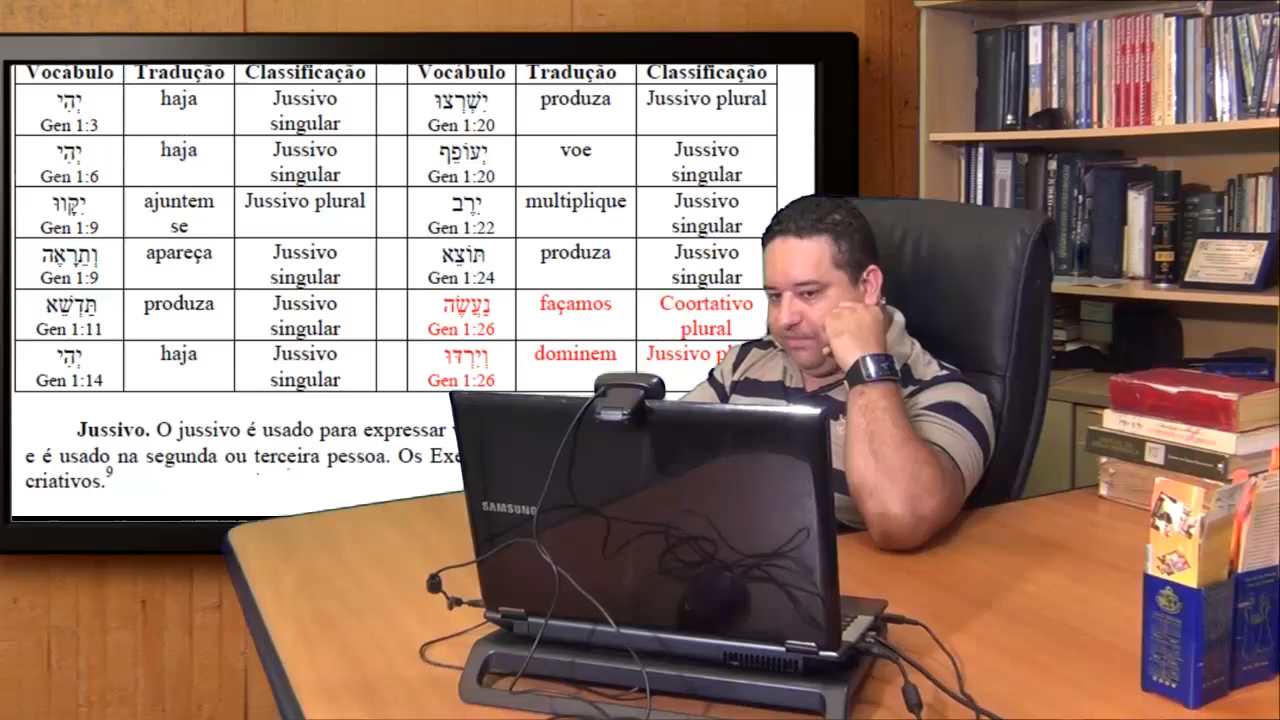 Vocábulo Tradução Classificação Vocábulo Tradução Classificação
יְהִי haja Jussivo יִשְׁרְצוּ produza Jussivo plural
Gen 1:3 singular Gen 1:20
יְהִי haja Jussivo יְעוֹפֵף voe Jussivo
Gen 1:6 singular Gen 1:20 singular
יִקָּווּ ajuntem Jussivo plural יִרֶב multiplique Jussivo
Gen 1:9 se Gen 1:22 singular
וְתֵרָאֶה apareça Jussivo תּוֹצֵא produza Jussivo
Gen 1:9 singular Gen 1:24 singular
תַּדְשֵׁא produza Jussivo נַעֲשֶׂה façamos Coortativo
Gen 1:11 singular Gen 1:26 plural
יְהִי haja Jussivo וְיִרְדּוּ dominem Jussivo
Gen 1:14 singular Gen 1:26
Jussivo. O jussivo é usado para expressar
e é usado na segunda ou terceira pessoa. Os
criativos.9
SAMSUNG